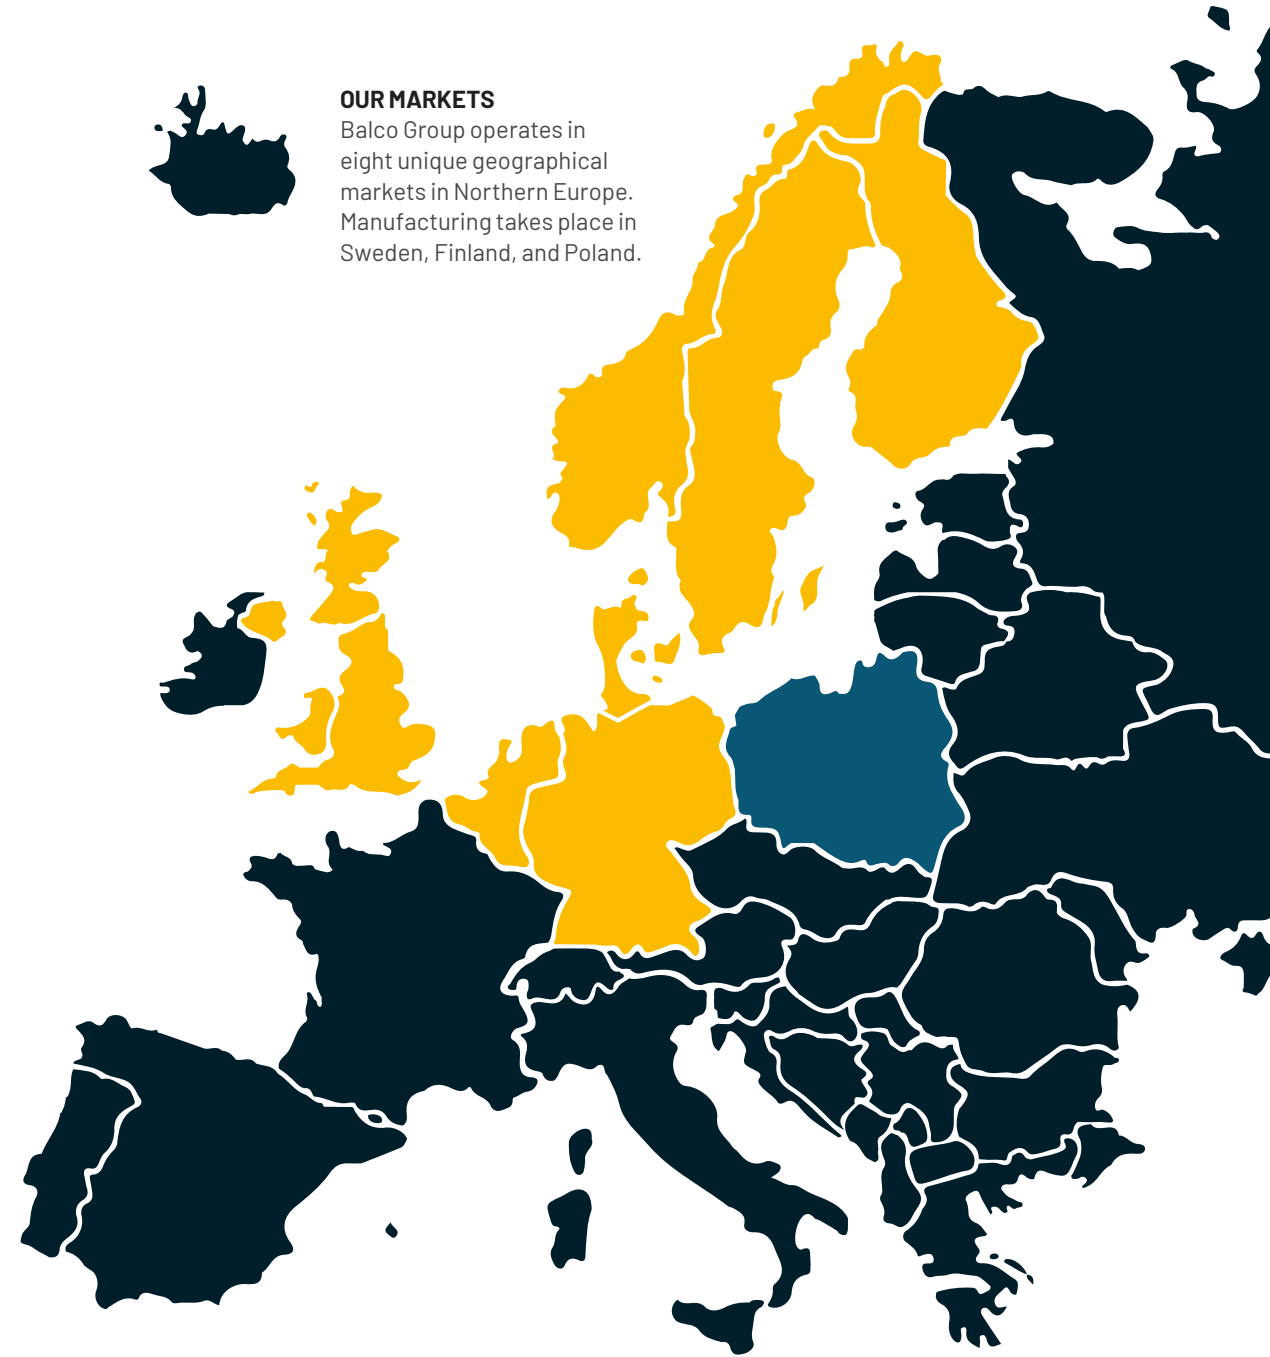 OUR MARKETS
Balco Group operates in
eight unique geographical
markets in Northern Europe.
Manufacturing takes place in
Sweden, Finland, and Poland.